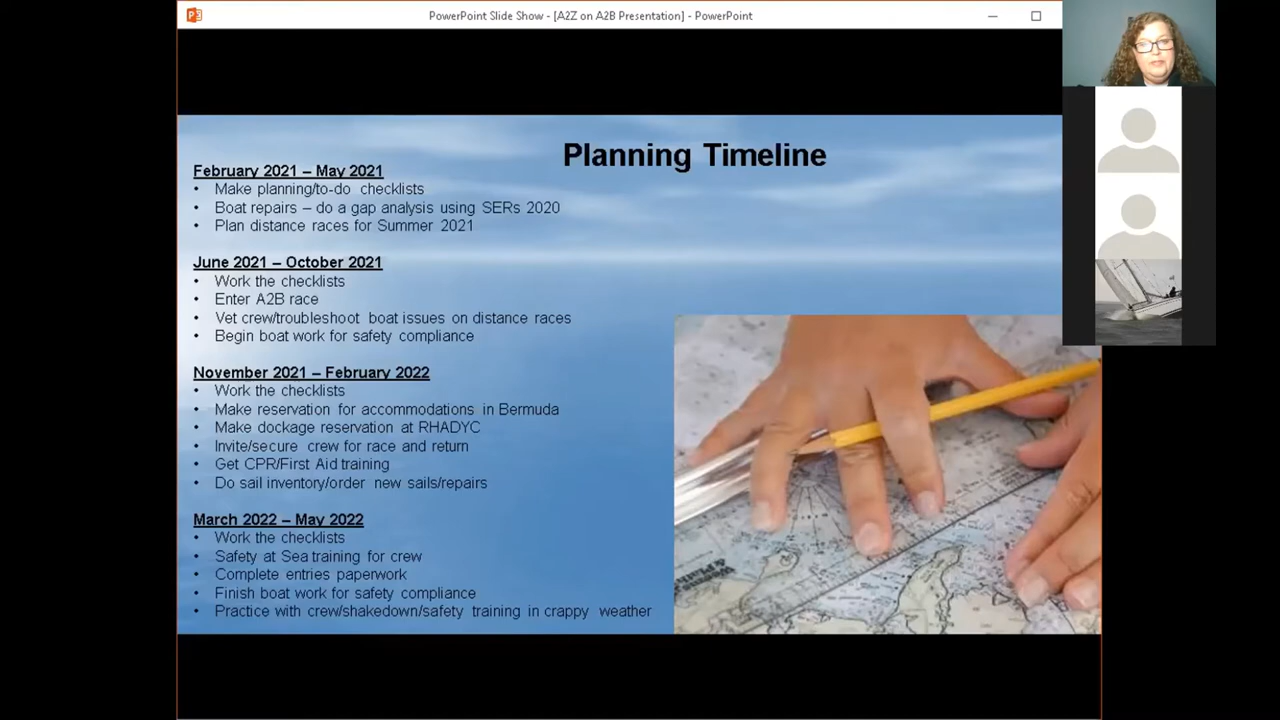 PowerPoint Slide Show - [A2Z on A2B Presentation] - PowerPoint
Planning Timeline
February 2021 – May 2021
• Make planning/to-do checklists
• Boat repairs – do a gap analysis using SERs 2020
• Plan distance races for Summer 2021
June 2021 – October 2021
• Work the checklists
• Enter A2B race
• Vet crew/troubleshoot boat issues on distance races
• Begin boat work for safety compliance
November 2021 – February 2022
• Work the checklists
• Make reservation for accommodations in Bermuda
• Make dockage reservation at RHADYC
• Invite/secure crew for race and return
• Get CPR/First Aid training
• Do sail inventory/order new sails/repairs
March 2022 – May 2022
• Work the checklists
• Safety at Sea training for crew
• Complete entries paperwork
• Finish boat work for safety compliance
• Practice with crew/shakedown/safety training in crappy weather